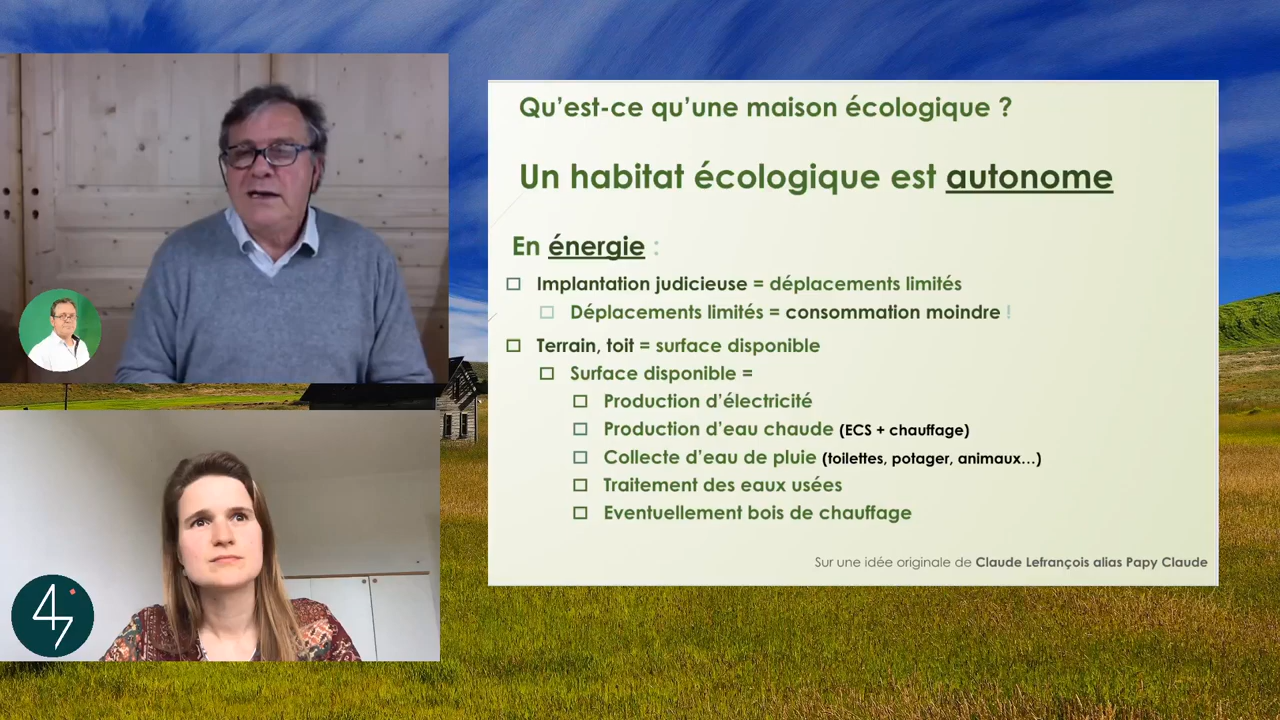 Qu'est-ce qu'une maison écologique ?
Un habitat écologique est autonome
En énergie :
Implantation judicieuse = déplacements limités
Déplacements limités = consommation moindre !
Terrain, toit = surface disponible
Surface disponible =
Production d'électricité
Production d'eau chaude (ECS + chauffage)
Collecte d'eau de pluie (toilettes, potager, animaux...)
Traitement des eaux usées
Eventuellement bois de chauffage
Sur une idée originale de Claude Lefrançois alias Papy Claude
47